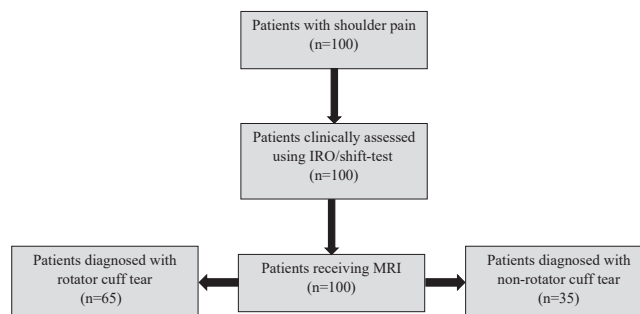 Patients with shoulder pain
(n=100)
Patients clinically assessed
using IRO/shift-test
(n=100)
Patients diagnosed with
rotator cuff tear
(n=65)
Patients receiving MRI
(n=100)
Patients diagnosed with
non-rotator cuff tear
(n=35)